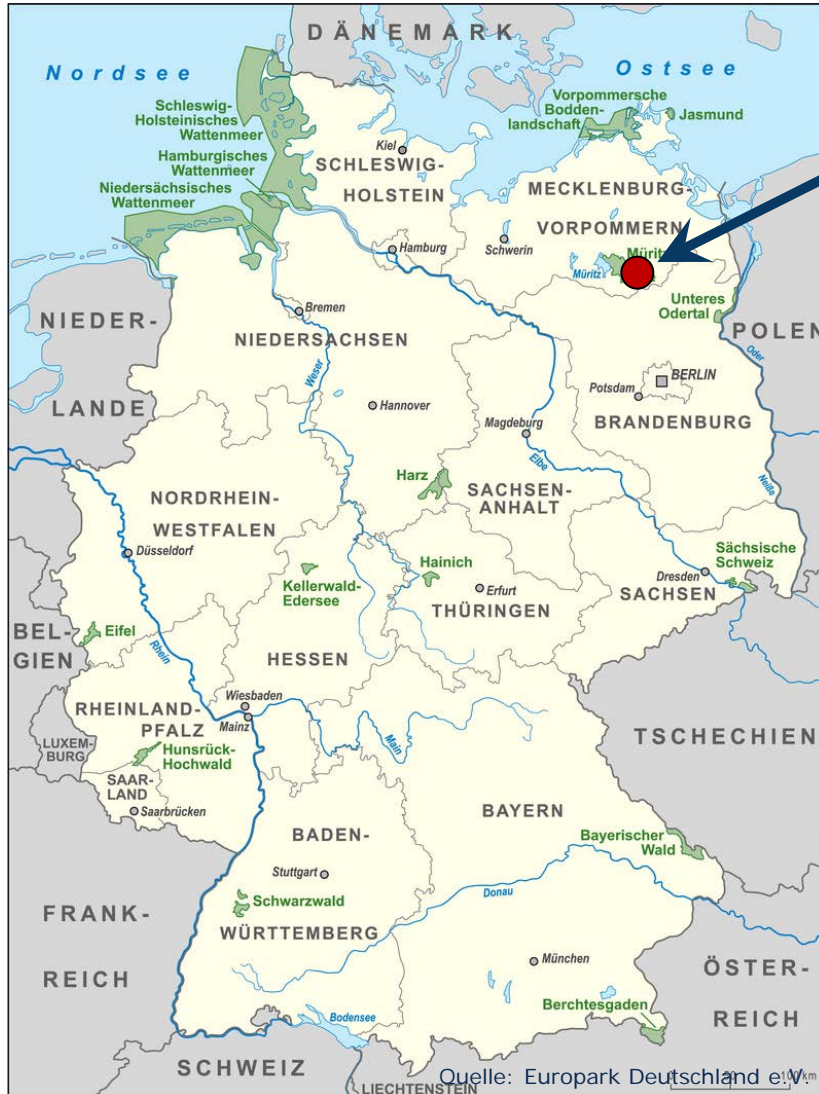 DÄNEMARK
Nordsee
Ostsee
Schleswig-
Holsteinisches
Wattenmeer
Hamburgisches
Wattenmeer
Niedersächsisches
Wattenmeer
Vorpommersche
Bodden-
landschaft
Jasmund
Kiel
SCHLESWIG-
HOLSTEIN
MECKLENBURG-
VORPOMMERN
Hamburg
Schwerin
Müritz
Unteres
Odertal
NIEDER-
LANDE
Bremen
NIEDERSACHSEN
Weser
Hannover
POLEN
Oder
BERLIN
Potsdam
BRANDENBURG
Magdeburg
Elbe
Harz
SACHSEN-
ANHALT
Neiße
NORDRHEIN-
WESTFALEN
Düsseldorf
Kellerwald-
Edersee
Hainich
Erfurt
THÜRINGEN
Sächsische
Schweiz
Dresden
SACHSEN
BEL-
GIEN
Eifel
Rhein
HESSEN
Wiesbaden
Mainz
RHEINLAND-
PFALZ
LUXEM-
BURG
Hunsrück-
Hochwald
SAAR-
LAND
Saarbrücken
Main
TSCHECHIEN
BAYERN
BADEN-
WÜRTTEMBERG
Stuttgart
Schwarzwald
Bayerischer
Wald
Donau
FRANK-
REICH
München
ÖSTER-
REICH
Berchtesgaden
Bodensee
SCHWEIZ
LIECHTENSTEIN
Quelle: Europark Deutschland e.V.
0
50
100 km